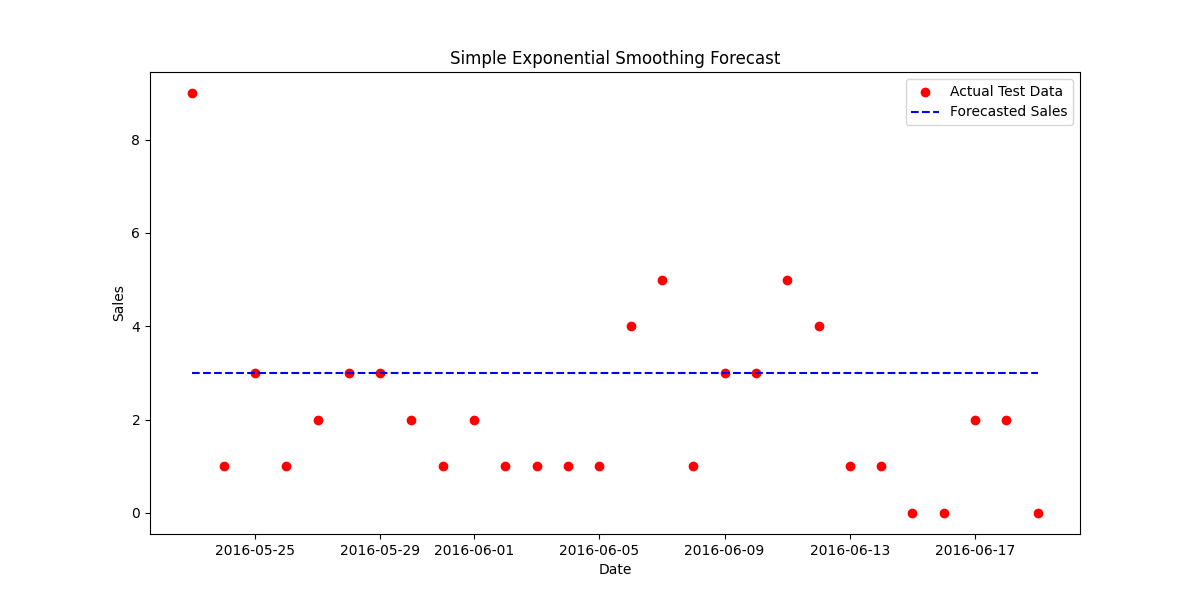 Simple Exponential Smoothing Forecast
Actual Test Data
Forecasted Sales
8
6
4
2
0
Sales
2016-05-25 2016-05-29 2016-06-01 2016-06-05 2016-06-09 2016-06-13 2016-06-17
Date